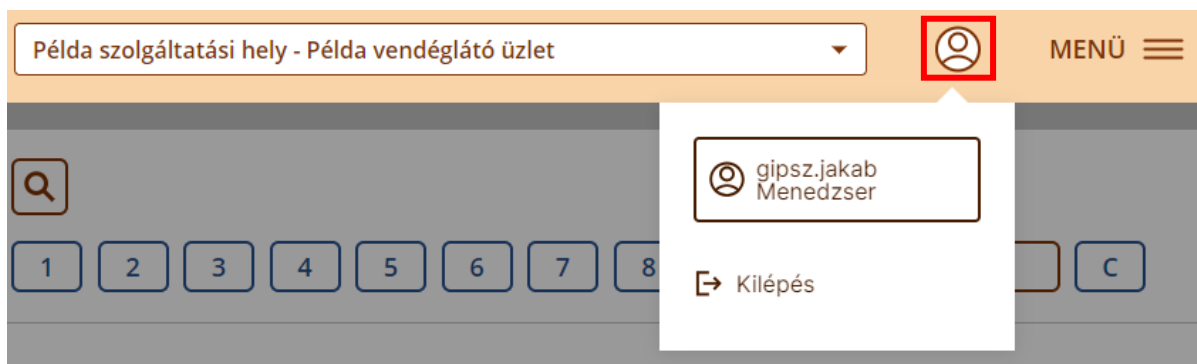 Példa szolgáltatási hely - Példa vendéglátó üzlet
MENÜ
gipsz.jakab
Menedzser
1 2 3 4 5 6 7 8 C
Kilépés